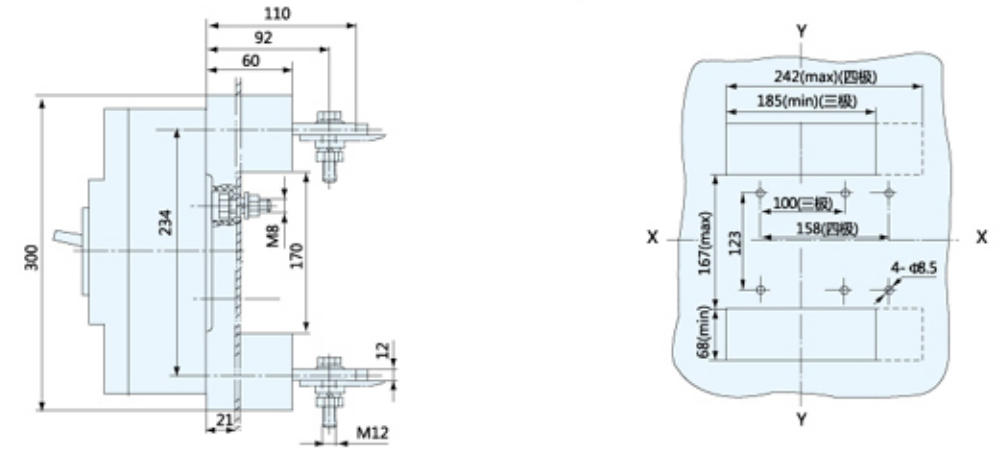 110
92
60
300
234
M8
170
12
21
M12
Y
242(max)(四极)
185(min)(三极)
100(三极)
158(四极)
X
X
167(max)
123
4- Φ8.5
68(min)
Y